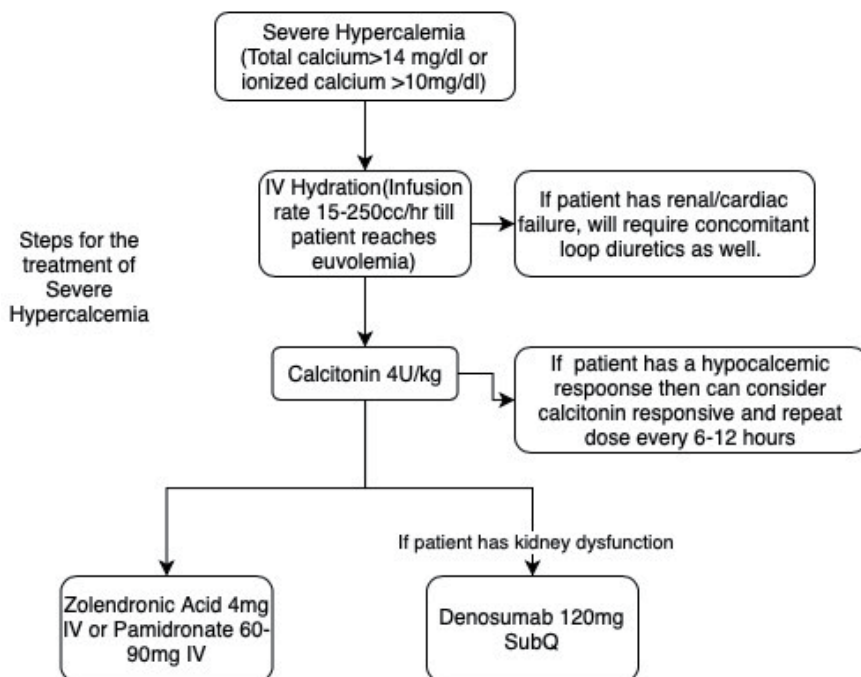 Severe Hypercalemia
(Total calcium>14 mg/dl or
ionized calcium >10mg/dl)
IV Hydration(Infusion
rate 15-250cc/hr till
patient reaches
euvolemia)
If patient has renal/cardiac
failure, will require concomitant
loop diuretics as well.
Steps for the
treatment of
Severe
Hypercalcemia
Calcitonin 4U/kg
If patient has a hypocalcemic
respoonse then can consider
calcitonin responsive and repeat
dose every 6-12 hours
If patient has kidney dysfunction
Zolendronic Acid 4mg
IV or Pamidronate 60-
90mg IV
Denosumab 120mg
SubQ